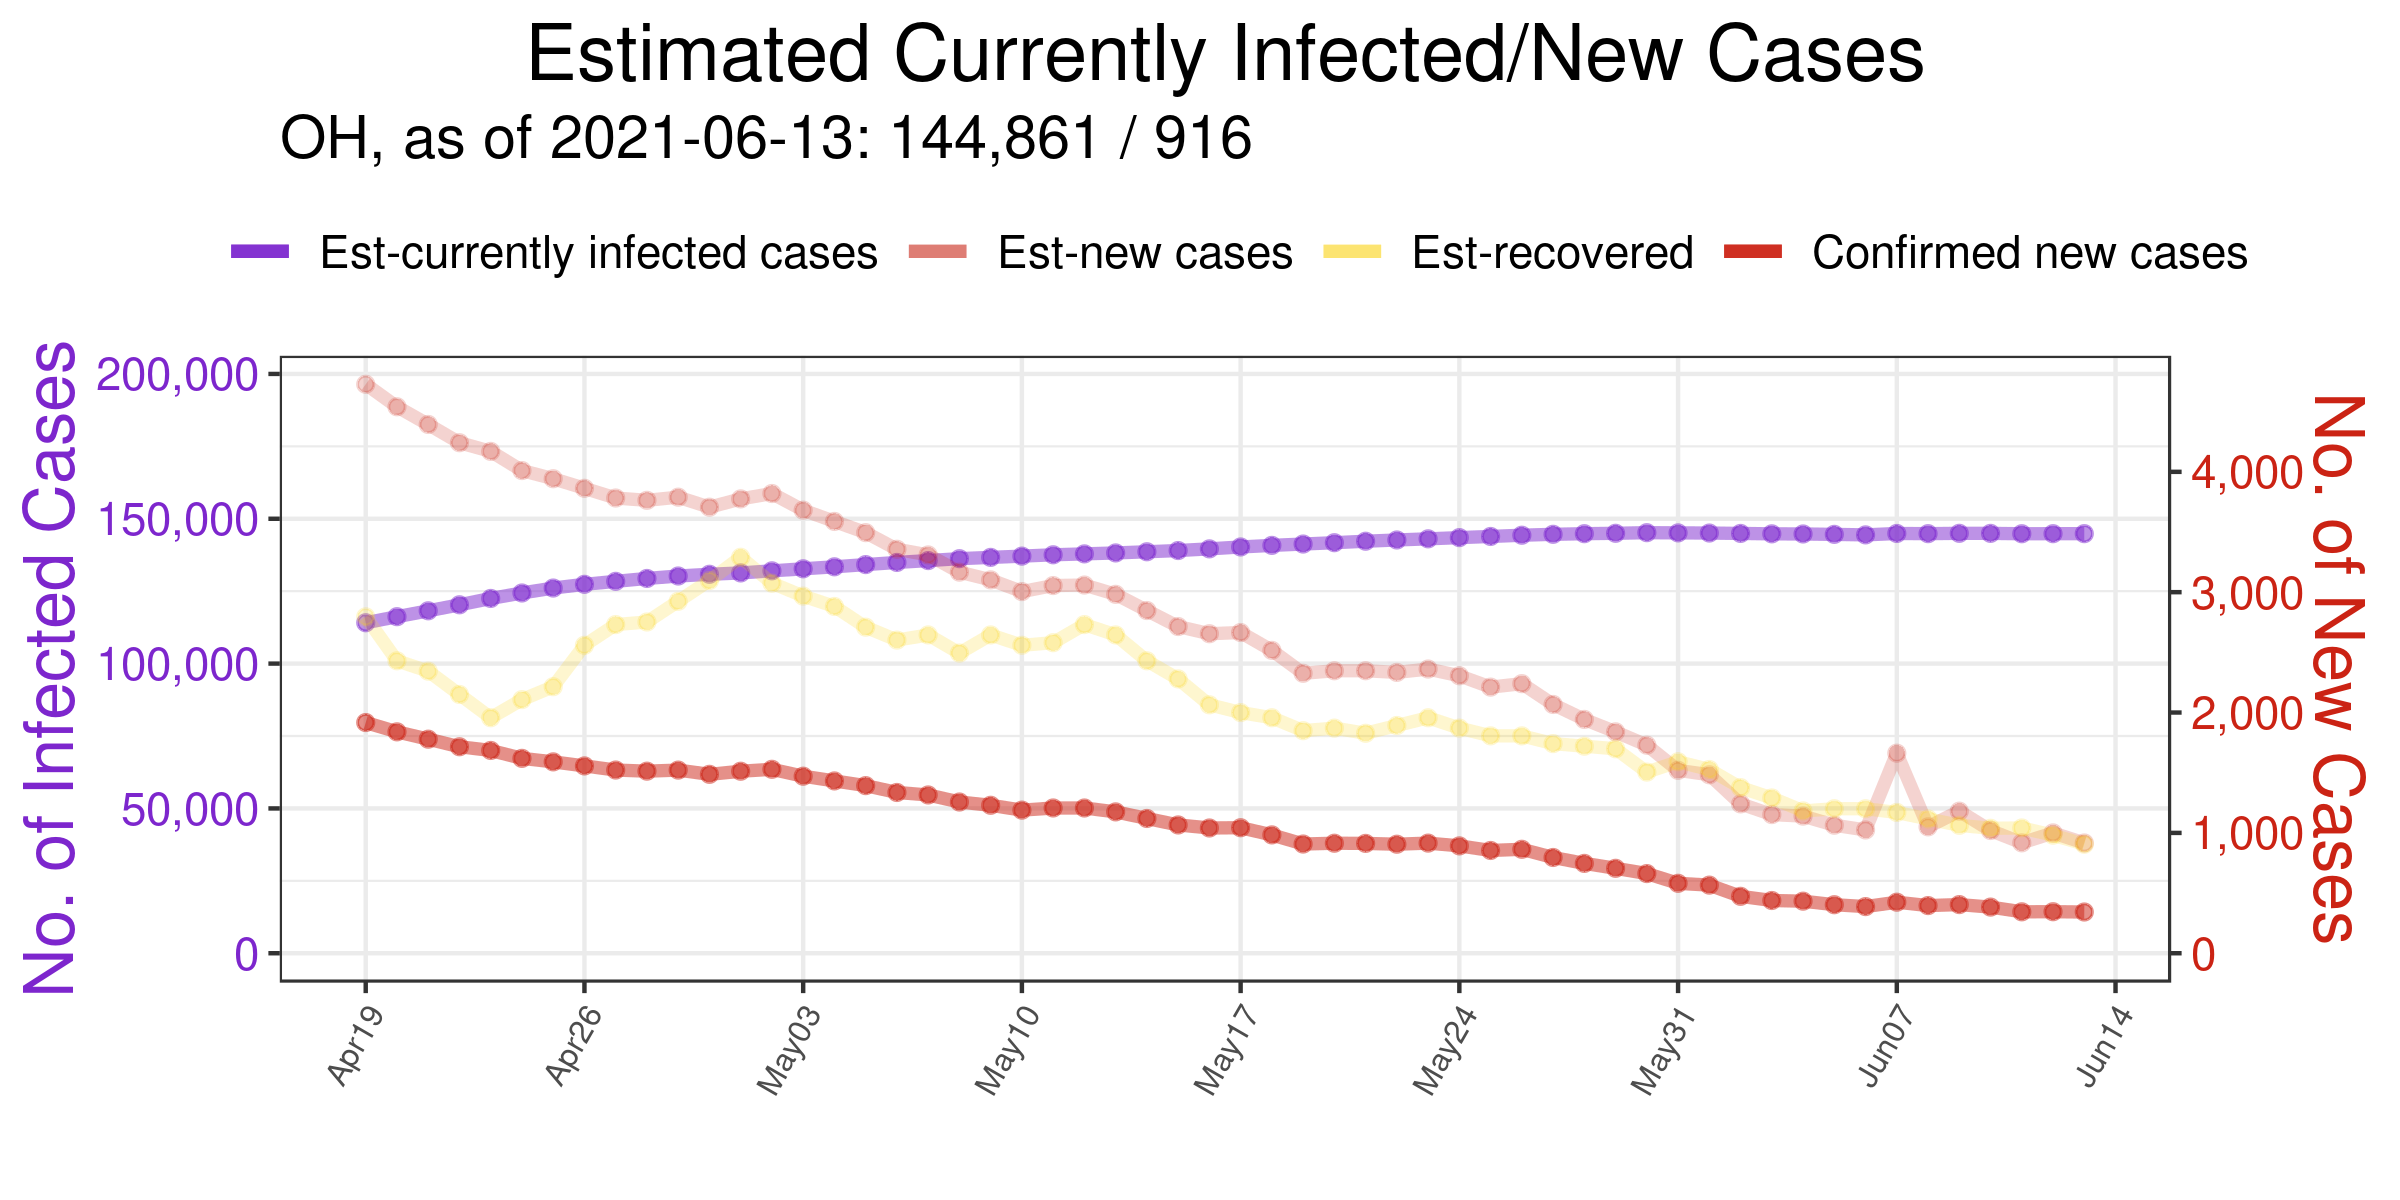 Estimated Currently Infected/New Cases
OH, as of 2021-06-13: 144,861 / 916
Est-currently infected cases Est-new cases Est-recovered Confirmed new cases
No. of Infected Cases
200,000
150,000
100,000
50,000
0
4,000
3,000
2,000
1,000
0
No. of New Cases
Apr19 Apr26 May03 May10 May17 May24 May31 Jun07 Jun14